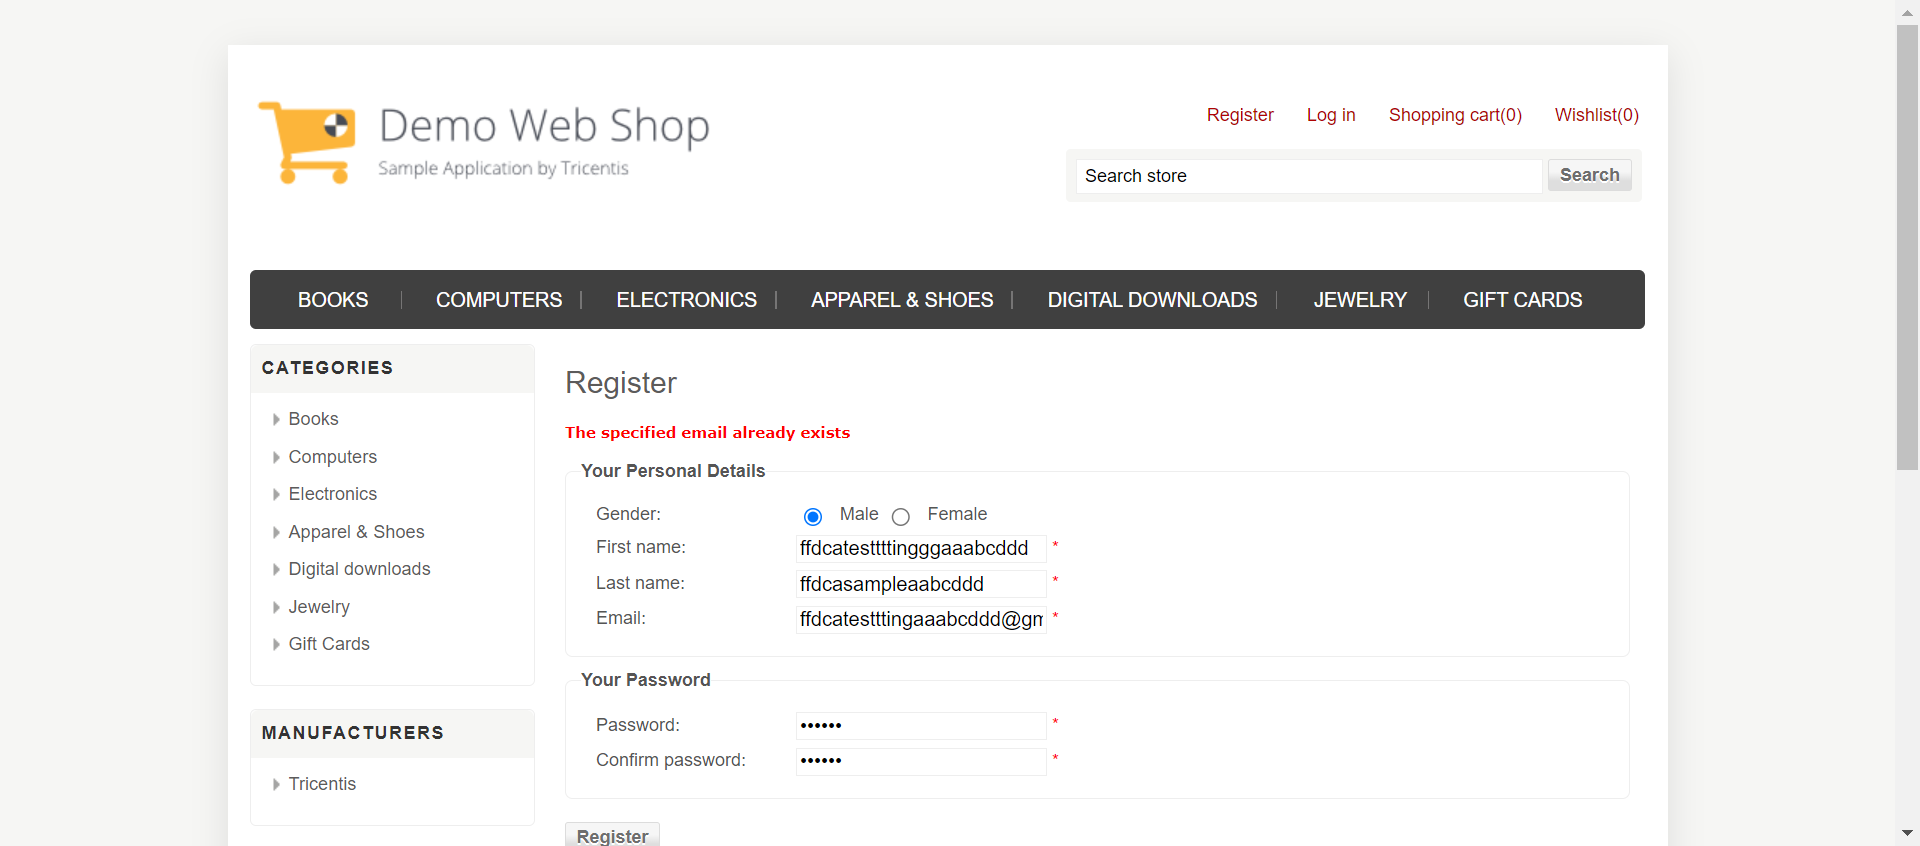 Demo Web Shop
Sample Application by Tricentis
Register Log in Shopping cart(0) Wishlist(0)
Search store Search
BOOKS COMPUTERS ELECTRONICS APPAREL & SHOES DIGITAL DOWNLOADS JEWELRY GIFT CARDS
CATEGORIES
Books
Computers
Electronics
Apparel & Shoes
Digital downloads
Jewelry
Gift Cards
MANUFACTURERS
Tricentis
Register
The specified email already exists
Your Personal Details
Gender: Male Female
First name: ffdcatesttttingggaaabcddd *
Last name: ffdcasampleaabcddd *
Email: ffdcatestttingaaabcddd@gm *
Your Password
Password: •••••• *
Confirm password: •••••• *
Register